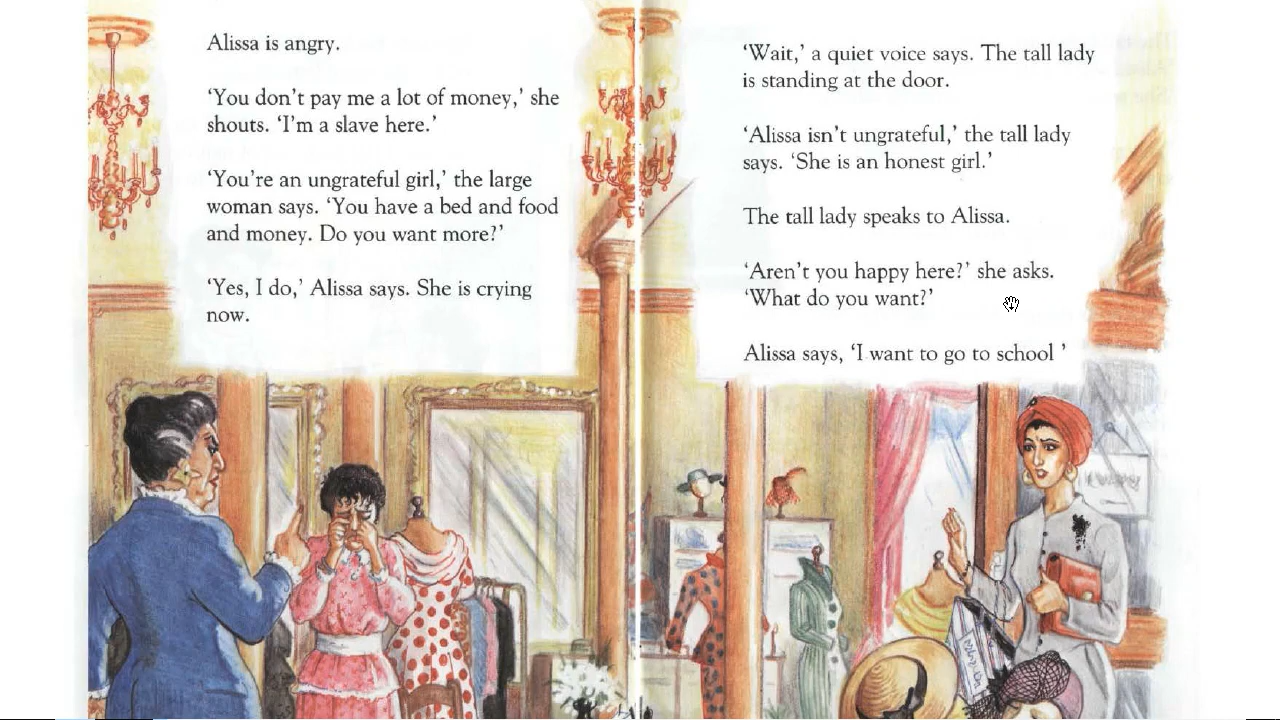 Alissa is angry.
‘You don’t pay me a lot of money,’ she
shouts. ‘I’m a slave here.’
‘You’re an ungrateful girl,’ the large
woman says. ‘You have a bed and food
and money. Do you want more?’
‘Yes, I do,’ Alissa says. She is crying
now.
‘Wait,’ a quiet voice says. The tall lady
is standing at the door.
‘Alissa isn’t ungrateful,’ the tall lady
says. ‘She is an honest girl.’
The tall lady speaks to Alissa.
‘Aren’t you happy here?’ she asks.
‘What do you want?’
Alissa says, ‘I want to go to school ’